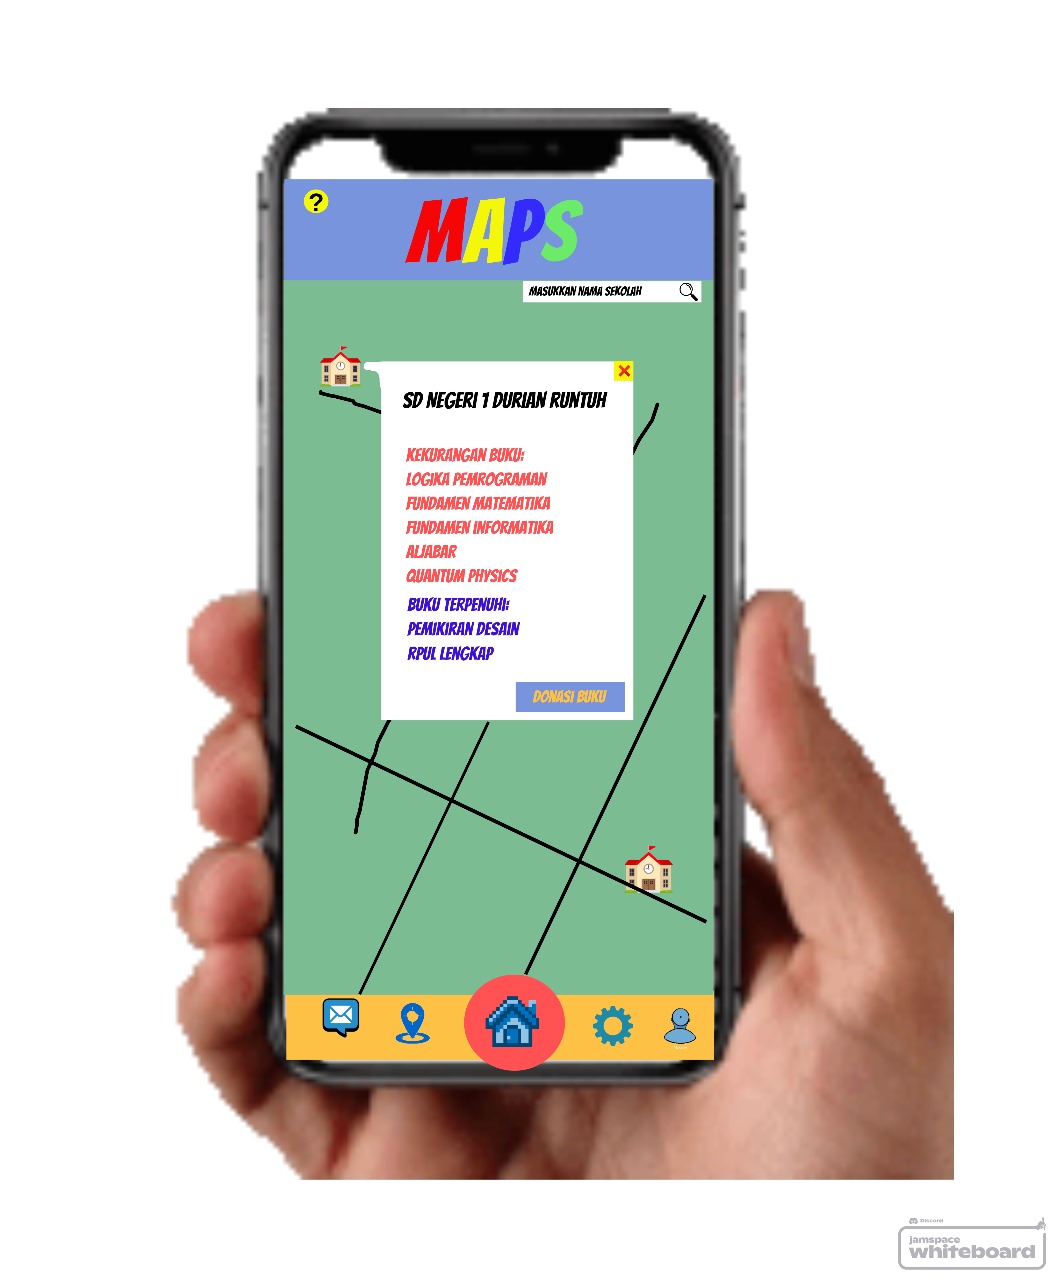 ?
MAPS
MASUKKAN NAMA SEKOLAH
SD NEGERI 1 DURIAN RUNTUH
KEKURANGAN BUKU:
LOGIKA PEMROGRAMAN
FUNDAMEN MATEMATIKA
FUNDAMEN INFORMATIKA
ALJABAR
QUANTUM PHYSICS
BUKU TERPENUHI:
PEMIKIRAN DESAIN
RPUL LENGKAP
DONASI BUKU
Discord
jamspace
whiteboard